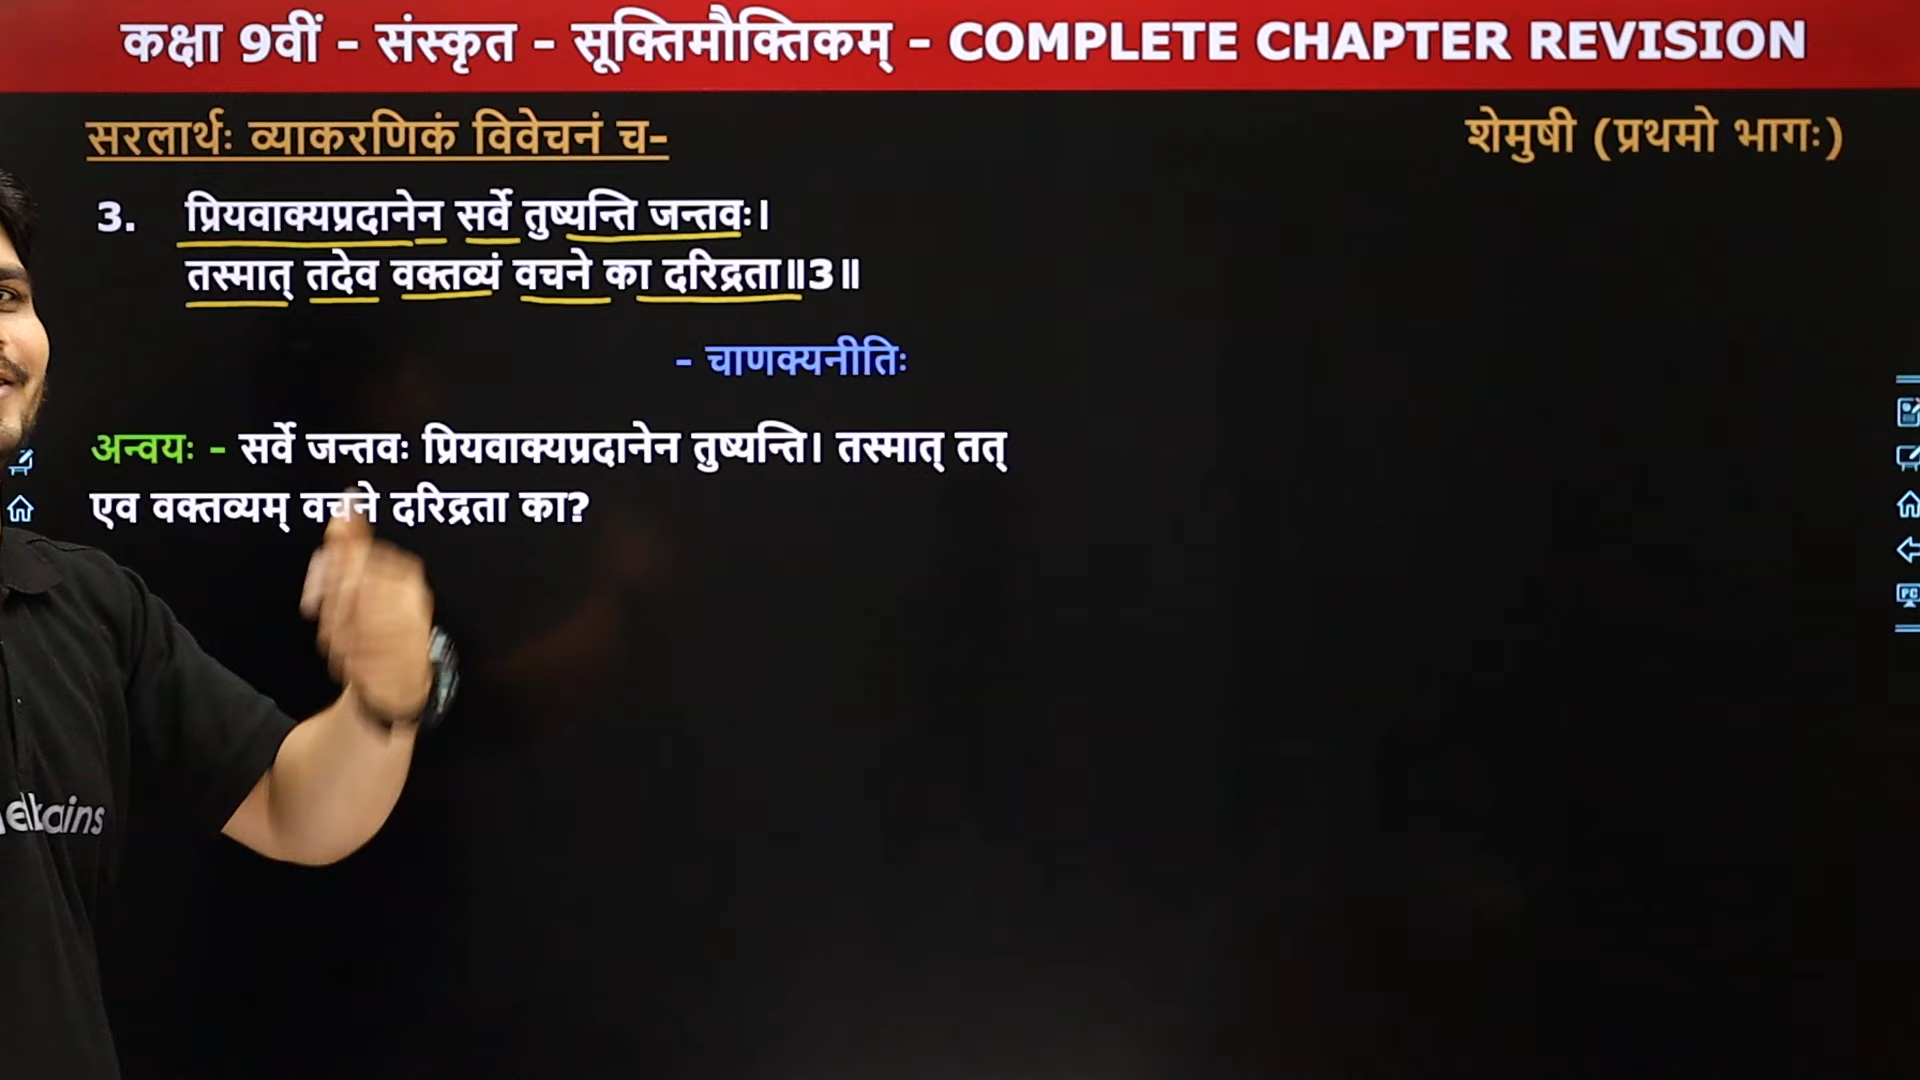 कक्षा 9वीं - संस्कृत - सूक्तिमौक्तिकम् - COMPLETE CHAPTER REVISION
सरलार्थः व्याकरणिकं विवेचनं च-
शेमुषी (प्रथमो भागः)
3. प्रियवाक्यप्रदानेन सर्वे तुष्यन्ति जन्तवः।
तस्मात् तदेव वक्तव्यं वचने का दरिद्रता॥3॥
- चाणक्यनीतिः
अन्वयः - सर्वे जन्तवः प्रियवाक्यप्रदानेन तुष्यन्ति। तस्मात् तत्
एव वक्तव्यम् वचने दरिद्रता का?
PC